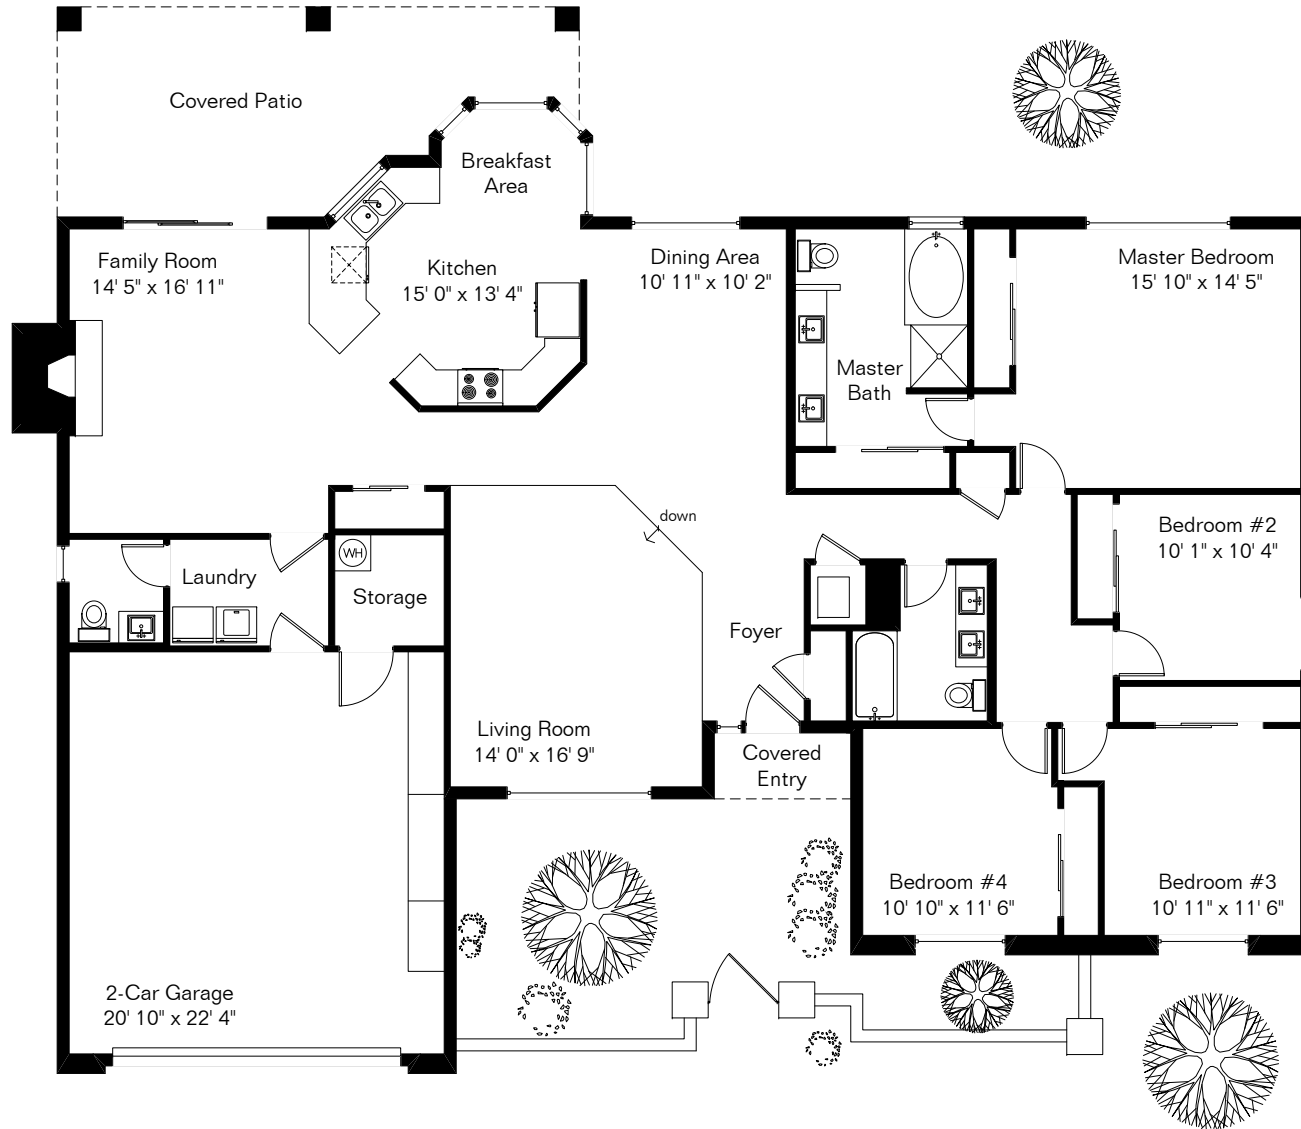 Covered Patio
Breakfast
Area
Family Room
14' 5" x 16' 11"
Kitchen
15' 0" x 13' 4"
Dining Area
10' 11" x 10' 2"
Master Bedroom
15' 10" x 14' 5"
Master
Bath
down
Bedroom #2
10' 1" x 10' 4"
WH
Laundry
Storage
Foyer
Living Room
14' 0" x 16' 9"
Covered
Entry
Bedroom #4
10' 10" x 11' 6"
Bedroom #3
10' 11" x 11' 6"
2-Car Garage
20' 10" x 22' 4"